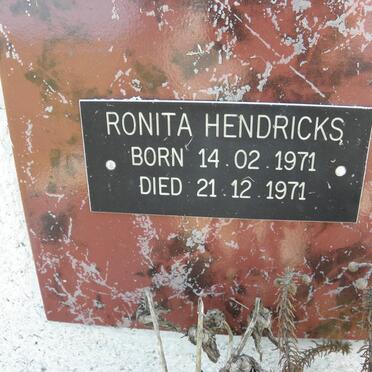 RONITA HENDRICKS
BORN 14.02.1971
DIED 21.12.1971